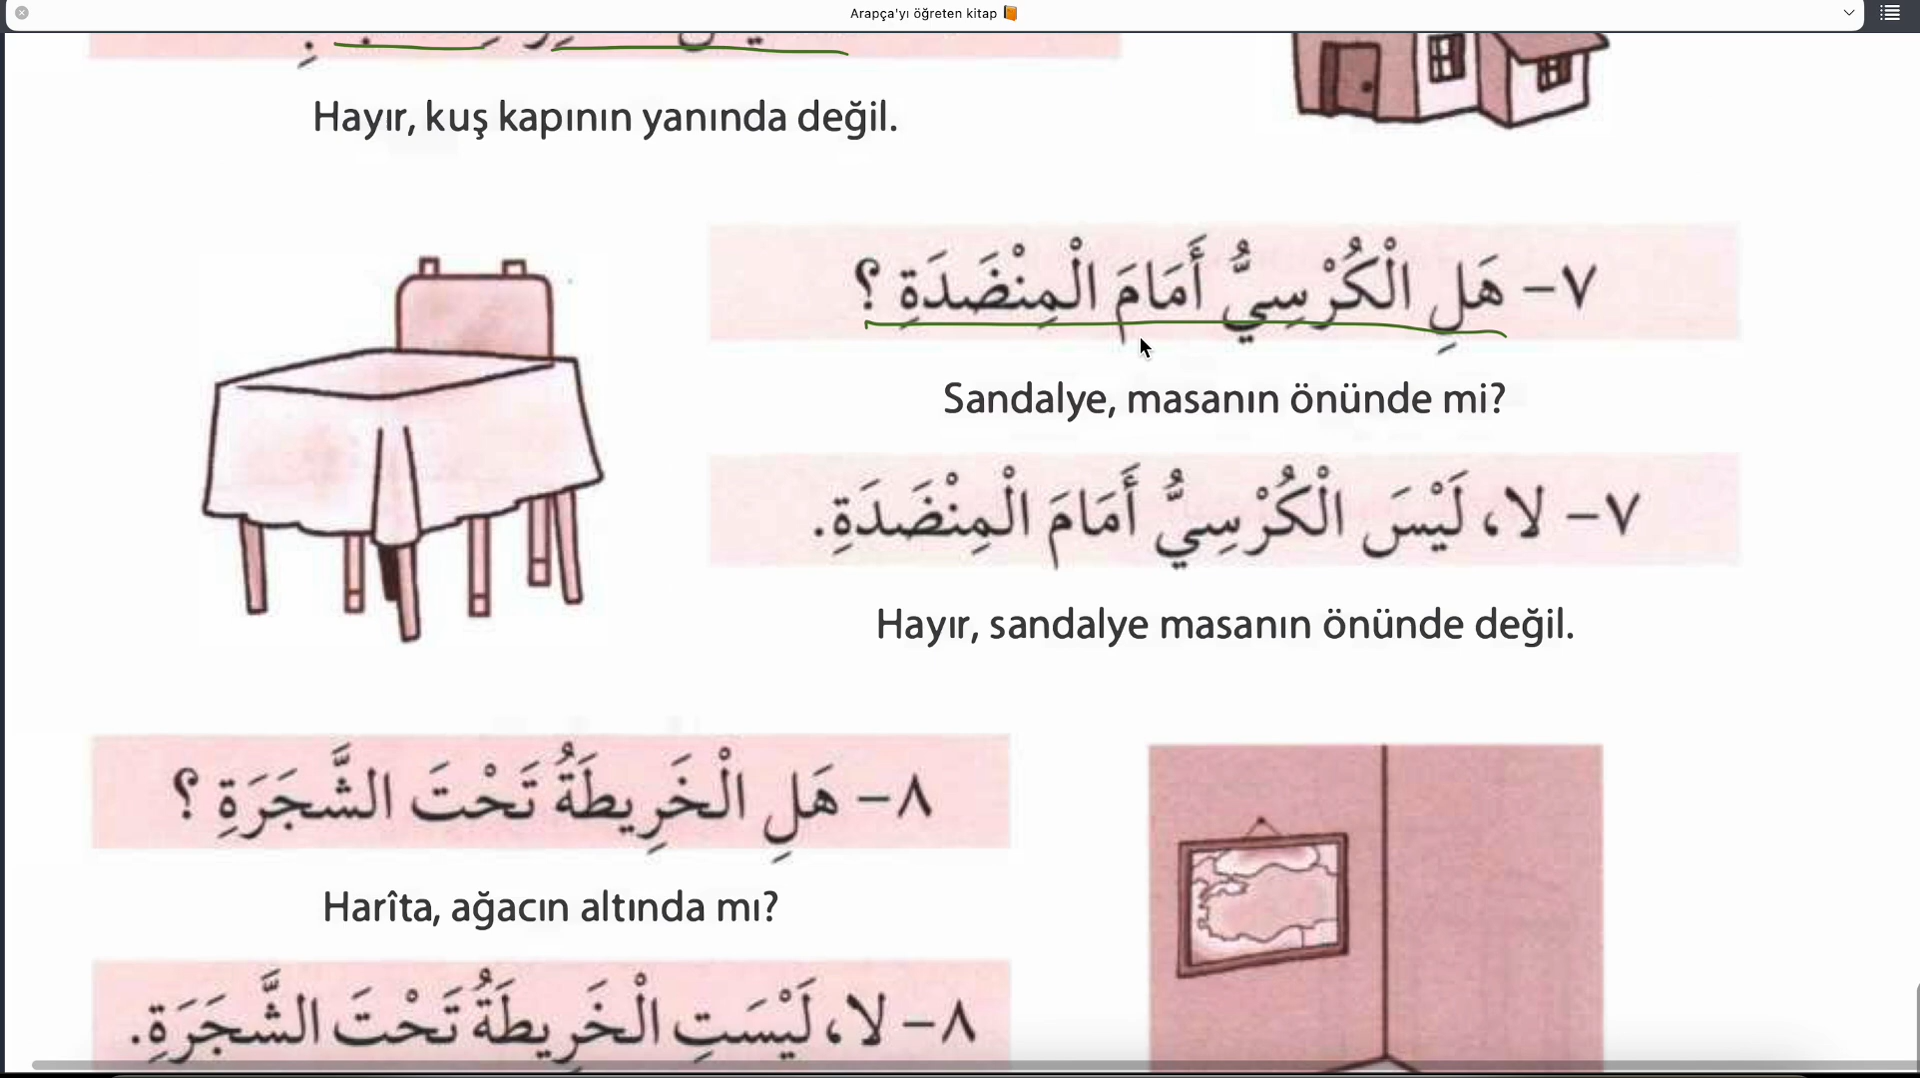 Arapça'yı öğreten kitap
Hayır, kuş kapının yanında değil.
٧- هَلِ الْكُرْسِيُّ أَمَامَ الْمِنْضَدَةِ ؟
Sandalye, masanın önünde mi?
٧- لا، لَيْسَ الْكُرْسِيُّ أَمَامَ الْمِنْضَدَةِ.
Hayır, sandalye masanın önünde değil.
٨- هَلِ الْخَرِيطَةُ تَحْتَ الشَّجَرَةِ ؟
Harîta, ağacın altında mı?
٨- لا، لَيْسَتِ الْخَرِيطَةُ تَحْتَ الشَّجَرَةِ.